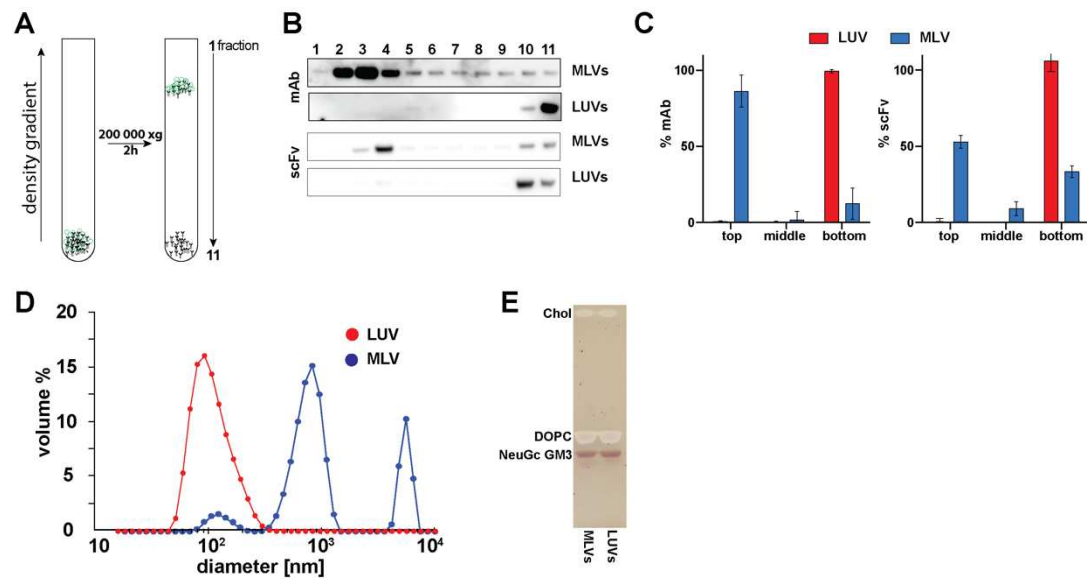 A
density gradient
200 000 xg
2h
1 fraction
11
B
1 2 3 4 5 6 7 8 9 10 11
mAb
MLVs
LUVs
scFv
MLVs
LUVs
C
LUV
MLV
% mAb
100
50
0
top middle bottom
% scFv
100
50
0
top middle bottom
D
volume %
20
15
10
5
0
LUV
MLV
10 10² 10³ 10⁴
diameter [nm]
E
Chol
DOPC
NeuGc GM3
MLVs
LUVs